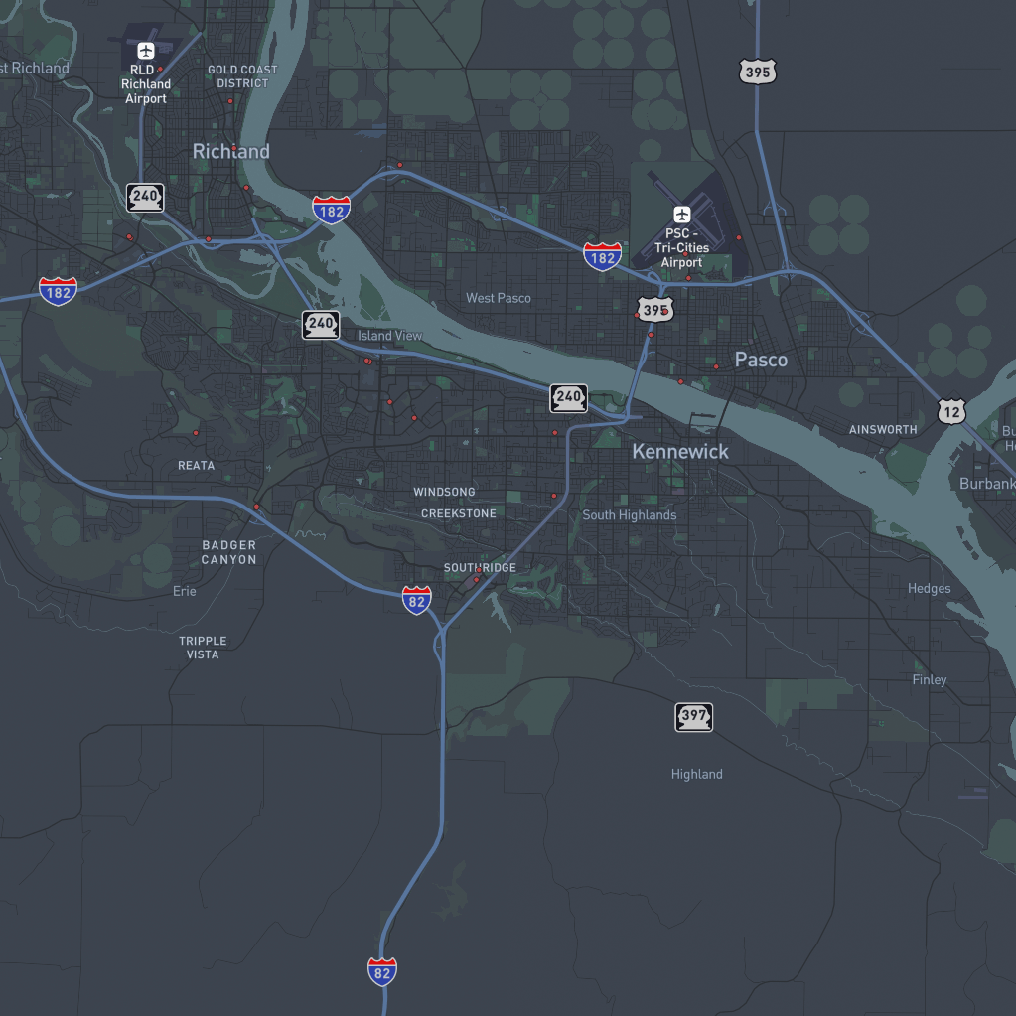 395
RLD -
Richland
Airport
GOLD COAST
DISTRICT
st Richland
Richland
240
182
PSC -
Tri-Cities
Airport
182
182
West Pasco
395
240
Island View
Pasco
240
12
AINSWORTH
Kennewick
REATA
WINDSONG
CREEKSTONE
Burbank
South Highlands
BADGER
CANYON
SOUTHRIDGE
Erie
82
Hedges
TRIPPLE
VISTA
Finley
397
Highland
82